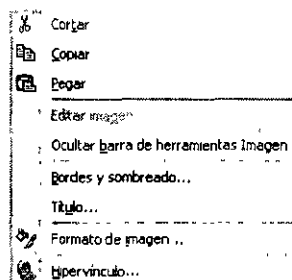 Cortar
Copiar
Pegar
Editar imagen
Ocultar barra de herramientas Imagen
Bordes y sombreado...
Título...
Formato de imagen ..
Hipervínculo...